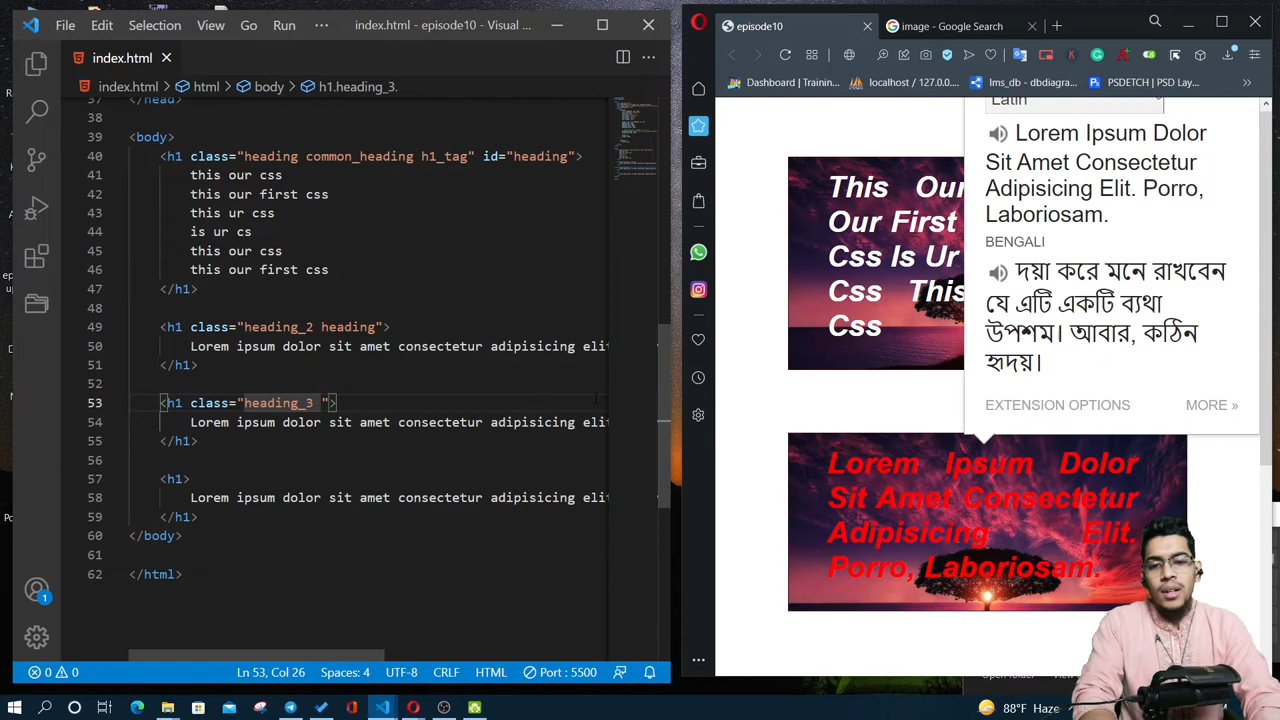 File Edit Selection View Go Run ··· index.html - episode10 - Visual ...
index.html
index.html > html > body > h1.heading_3.
37 </head>
38
39 <body>
40 <h1 class="heading common_heading h1_tag" id="heading">
41 this our css
42 this our first css
43 this ur css
44 is ur cs
45 this our css
46 this our first css
47 </h1>
48
49 <h1 class="heading_2 heading">
50 Lorem ipsum dolor sit amet consectetur adipisicing elit
51 </h1>
52
53 <h1 class="heading_3 ">
54 Lorem ipsum dolor sit amet consectetur adipisicing elit
55 </h1>
56
57 <h1>
58 Lorem ipsum dolor sit amet consectetur adipisicing elit
59 </h1>
60 </body>
61
62 </html>
1
0 0 Ln 53, Col 26 Spaces: 4 UTF-8 CRLF HTML Port : 5500
episode10
image - Google Search
Dashboard | Trainin...
localhost / 127.0.0....
lms_db - dbdiagra...
PSDETCH | PSD Lay...
This Our
Our First
Css Is Ur
Css This
Css
Latin
Lorem Ipsum Dolor
Sit Amet Consectetur
Adipisicing Elit. Porro,
Laboriosam.
BENGALI
দয়া করে মনে রাখবেন
যে এটি একটি ব্যথা
উপশম। আবার, কঠিন
হৃদয়।
EXTENSION OPTIONS MORE »
Lorem Ipsum Dolor
Sit Amet Consectetur
Adipisicing Elit.
Porro, Laboriosam.
88°F Haze